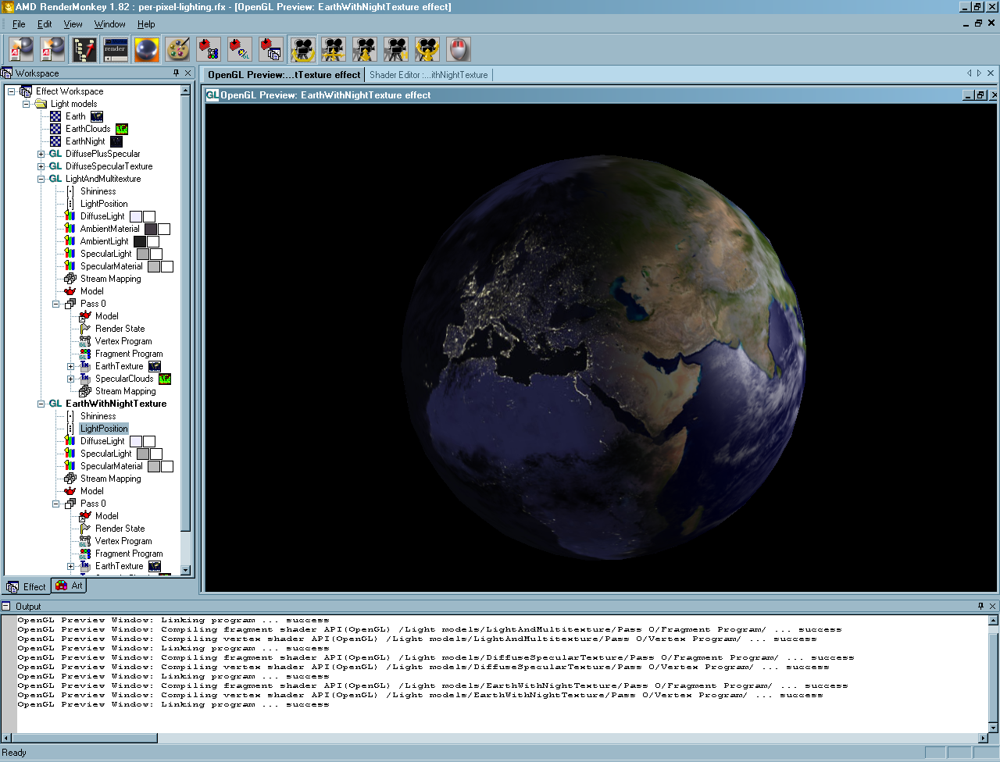 AMD RenderMonkey 1.82 : per-pixel-lighting.rfx - [OpenGL Preview: EarthWithNightTexture effect]
File Edit View Window Help
Workspace
OpenGL Preview:...tTexture effect Shader Editor :...ithNightTexture
OpenGL Preview: EarthWithNightTexture effect
Effect Workspace
Light models
Earth
EarthClouds
EarthNight
GL DiffusePlusSpecular
GL DiffuseSpecularTexture
GL LightAndMultitexture
Shininess
LightPosition
DiffuseLight
AmbientMaterial
AmbientLight
SpecularLight
SpecularMaterial
Stream Mapping
Model
Pass 0
Model
Render State
Vertex Program
Fragment Program
EarthTexture
SpecularClouds
Stream Mapping
GL EarthWithNightTexture
Shininess
LightPosition
DiffuseLight
SpecularLight
SpecularMaterial
Stream Mapping
Model
Pass 0
Model
Render State
Vertex Program
Fragment Program
EarthTexture
Effect Art
Output
OpenGL Preview Window: Linking program ... success
OpenGL Preview Window: Compiling fragment shader API(OpenGL) /Light models/LightAndMultitexture/Pass 0/Fragment Program/ ... success
OpenGL Preview Window: Compiling vertex shader API(OpenGL) /Light models/LightAndMultitexture/Pass 0/Vertex Program/ ... success
OpenGL Preview Window: Linking program ... success
OpenGL Preview Window: Compiling fragment shader API(OpenGL) /Light models/DiffuseSpecularTexture/Pass 0/Fragment Program/ ... success
OpenGL Preview Window: Compiling vertex shader API(OpenGL) /Light models/DiffuseSpecularTexture/Pass 0/Vertex Program/ ... success
OpenGL Preview Window: Linking program ... success
OpenGL Preview Window: Compiling fragment shader API(OpenGL) /Light models/EarthWithNightTexture/Pass 0/Fragment Program/ ... success
OpenGL Preview Window: Compiling vertex shader API(OpenGL) /Light models/EarthWithNightTexture/Pass 0/Vertex Program/ ... success
OpenGL Preview Window: Linking program ... success
Ready